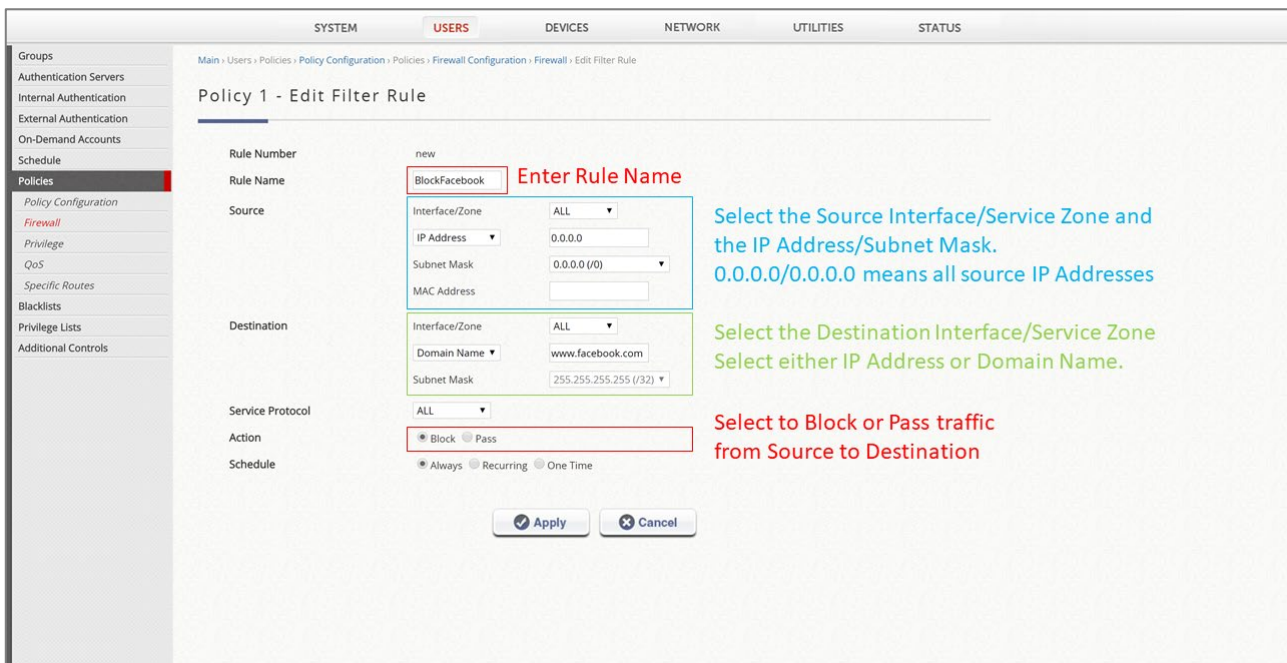 SYSTEM USERS DEVICES NETWORK UTILITIES STATUS
Groups
Authentication Servers
Internal Authentication
External Authentication
On-Demand Accounts
Schedule
Policies
Policy Configuration
Firewall
Privilege
QoS
Specific Routes
Blacklists
Privilege Lists
Additional Controls
Main › Users › Policies › Policy Configuration › Policies › Firewall Configuration › Firewall › Edit Filter Rule
Policy 1 - Edit Filter Rule
Rule Number new
Rule Name BlockFacebook Enter Rule Name
Source Interface/Zone ALL
IP Address 0.0.0.0
Subnet Mask 0.0.0.0 (/0)
MAC Address
Select the Source Interface/Service Zone and
the IP Address/Subnet Mask.
0.0.0.0/0.0.0.0 means all source IP Addresses
Destination Interface/Zone ALL
Domain Name www.facebook.com
Subnet Mask 255.255.255.255 (/32)
Select the Destination Interface/Service Zone
Select either IP Address or Domain Name.
Service Protocol ALL
Action Block Pass
Select to Block or Pass traffic
from Source to Destination
Schedule Always Recurring One Time
Apply Cancel